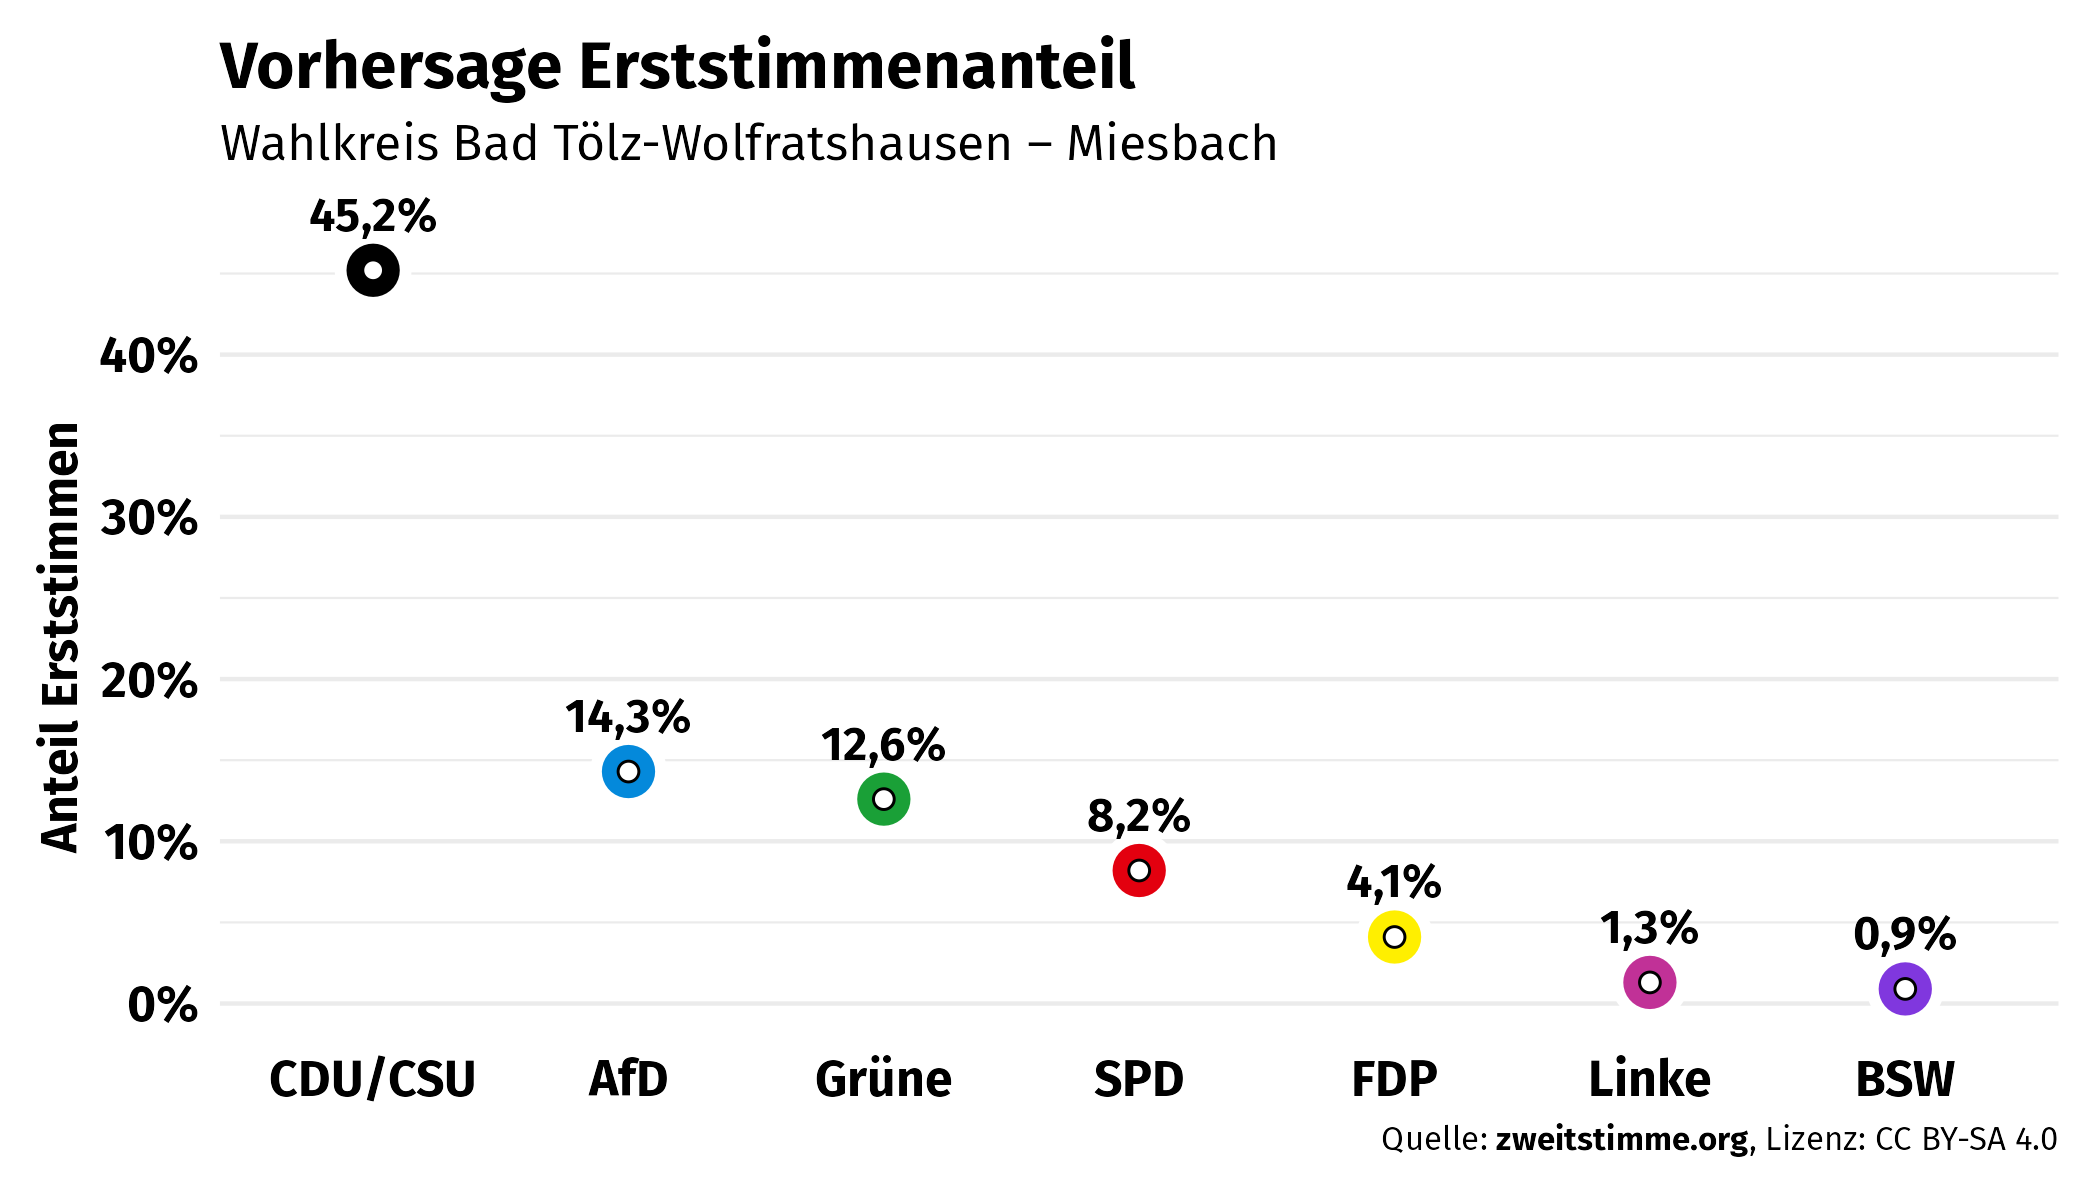 Vorhersage Erststimmenanteil
Wahlkreis Bad Tölz-Wolfratshausen – Miesbach
45,2%
40%
30%
20%
10%
0%
Anteil Erststimmen
14,3%
12,6%
8,2%
4,1%
1,3%
0,9%
CDU/CSU AfD Grüne SPD FDP Linke BSW
Quelle: zweitstimme.org, Lizenz: CC BY-SA 4.0